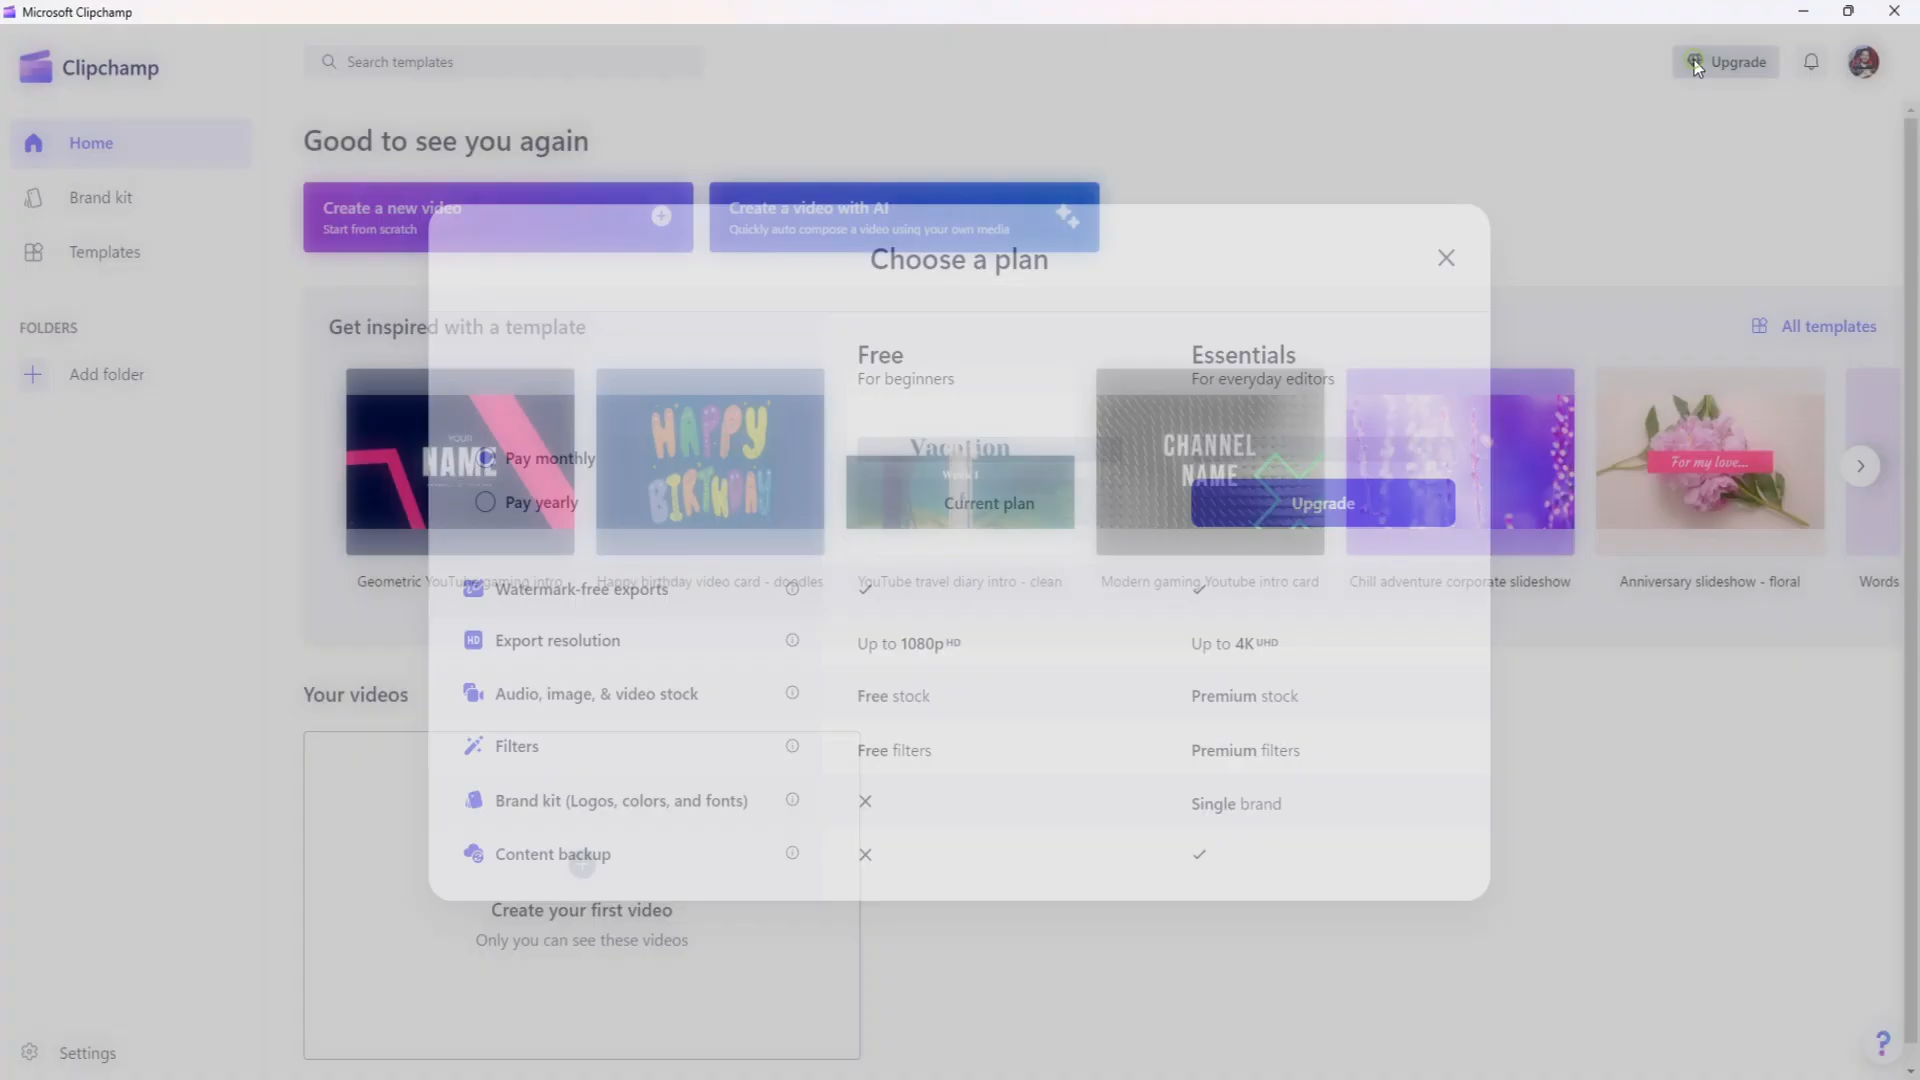 Microsoft Clipchamp
Clipchamp
Search templates
Upgrade
Home
Brand kit
Templates
FOLDERS
Add folder
Settings
Good to see you again
Create a new video
Start from scratch
Create a video with AI
Quickly auto compose a video using your own media
Get inspired with a template
All templates
YOUR
NAME
HAPPY
BIRTHDAY
Vacation
Week 1
CHANNEL
NAME
For my love...
Geometric YouTube gaming intro
Happy birthday video card - doodles
YouTube travel diary intro - clean
Modern gaming Youtube intro card
Chill adventure corporate slideshow
Anniversary slideshow - floral
Words
Your videos
Create your first video
Only you can see these videos
Choose a plan
Free
For beginners
Essentials
For everyday editors
Pay monthly
Pay yearly
Current plan
Upgrade
Watermark-free exports
HD Export resolution
Up to 1080p HD
Up to 4K UHD
Audio, image, & video stock
Free stock
Premium stock
Filters
Free filters
Premium filters
Brand kit (Logos, colors, and fonts)
Single brand
Content backup
?